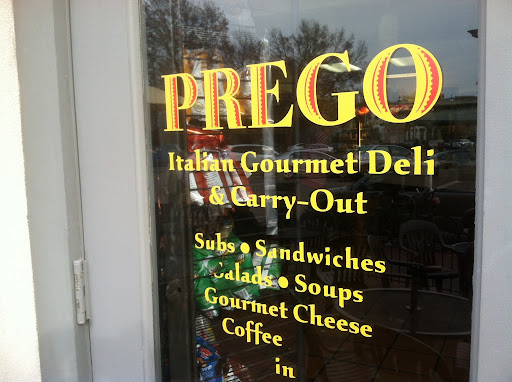 PREGO
Italian Gourmet Deli
& Carry-Out
Subs • Sandwiches
Salads • Soups
Gourmet Cheese
Coffee
in